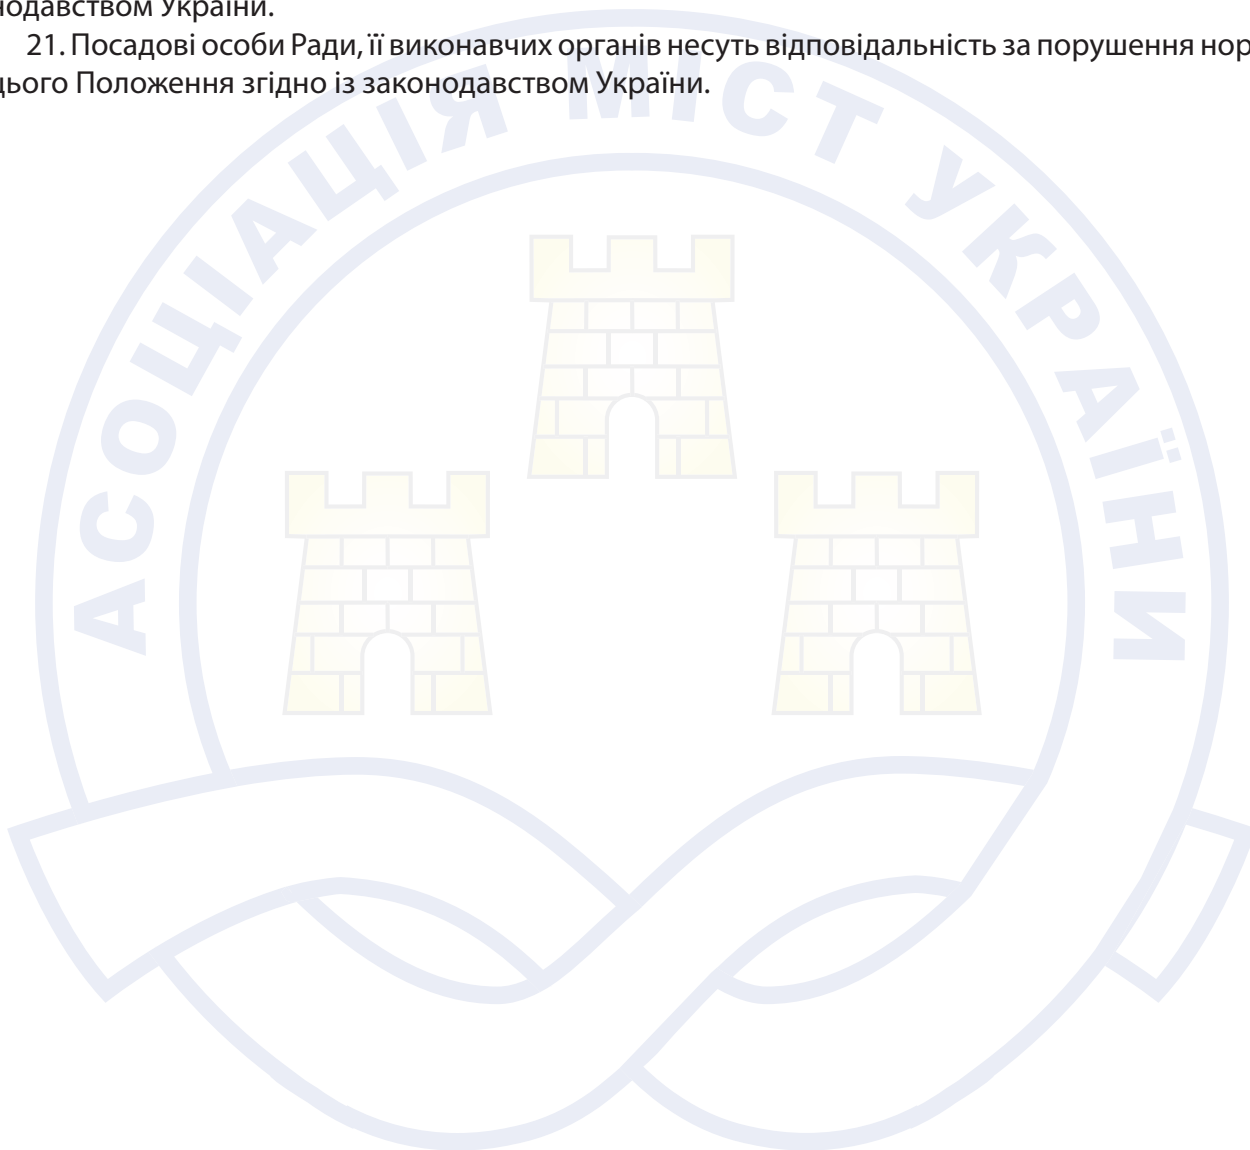 нодавством України.
21. Посадові особи Ради, її виконавчих органів несуть відповідальність за порушення нор
цього Положення згідно із законодавством України.
АСОЦІАЦІЯ МІСТ УКРАЇНИ